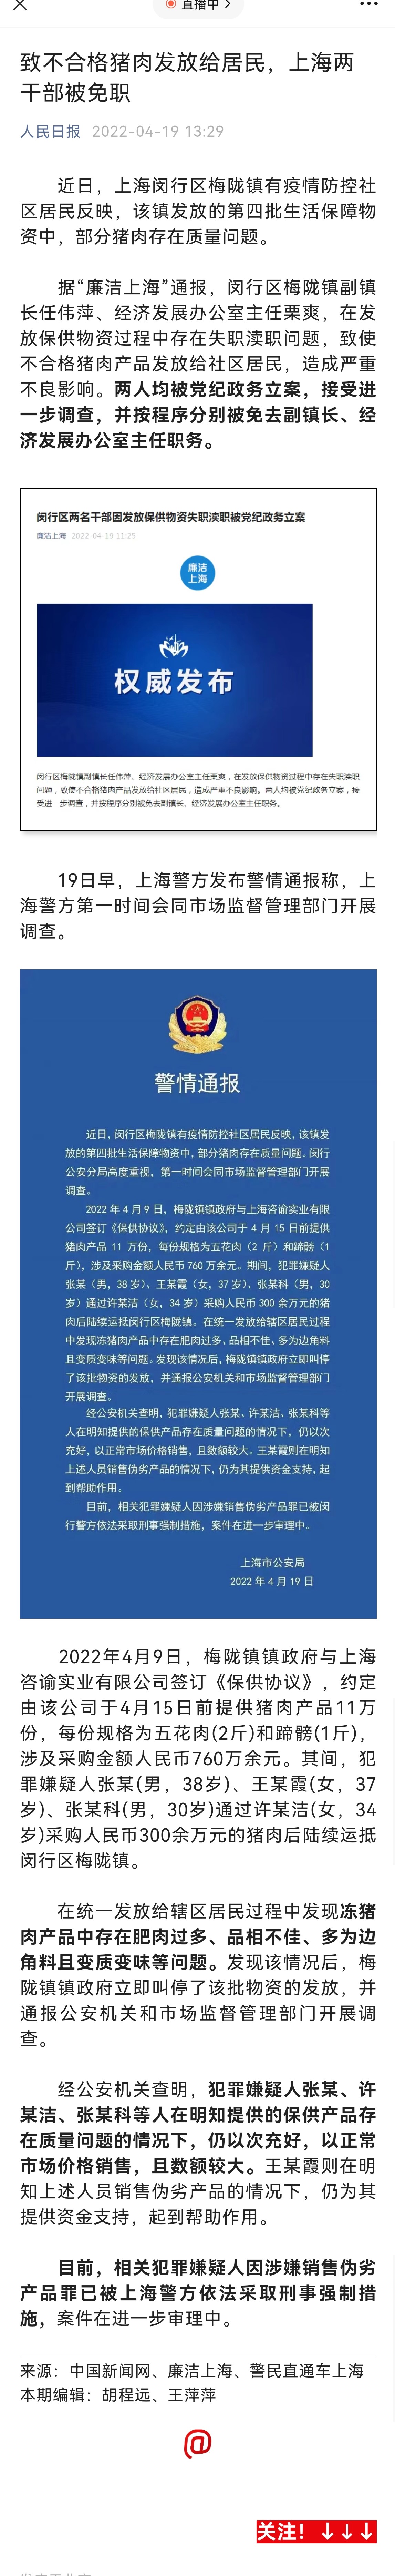 直播中
致不合格猪肉发放给居民，上海两
干部被免职
人民日报 2022-04-19 13:29
近日，上海闵行区梅陇镇有疫情防控社
区居民反映，该镇发放的第四批生活保障物
资中，部分猪肉存在质量问题。
据“廉洁上海”通报，闵行区梅陇镇副镇
长任伟萍、经济发展办公室主任栗爽，在发
放保供物资过程中存在失职渎职问题，致使
不合格猪肉产品发放给社区居民，造成严重
不良影响。两人均被党纪政务立案，接受进
一步调查，并按程序分别被免去副镇长、经
济发展办公室主任职务。
闵行区两名干部因发放保供物资失职渎职被党纪政务立案
廉洁上海 2022-04-19 11:25
廉洁
上海
权威发布
闵行区梅陇镇副镇长任伟萍、经济发展办公室主任栗爽，在发放保供物资过程中存在失职渎职
问题，致使不合格猪肉产品发放给社区居民，造成严重不良影响。两人均被党纪政务立案，接
受进一步调查，并按程序分别被免去副镇长、经济发展办公室主任职务。
19日早，上海警方发布警情通报称，上
海警方第一时间会同市场监督管理部门开展
调查。
警情通报
近日，闵行区梅陇镇有疫情防控社区居民反映，该镇发
放的第四批生活保障物资中，部分猪肉存在质量问题。闵行
公安分局高度重视，第一时间会同市场监督管理部门开展
调查。
2022 年 4 月 9 日，梅陇镇镇政府与上海咨谕实业有限
公司签订《保供协议》，约定由该公司于 4 月 15 日前提供
猪肉产品 11 万份，每份规格为五花肉（2 斤）和蹄髈（1
斤），涉及采购金额人民币 760 万余元。期间，犯罪嫌疑人
张某（男，38 岁）、王某霞（女，37 岁）、张某科（男，30
岁）通过许某洁（女，34 岁）采购人民币 300 余万元的猪
肉后陆续运抵闵行区梅陇镇。在统一发放给辖区居民过程
中发现冻猪肉产品中存在肥肉过多、品相不佳、多为边角料
且变质变味等问题。发现该情况后，梅陇镇镇政府立即叫停
了该批物资的发放，并通报公安机关和市场监督管理部门
开展调查。
经公安机关查明，犯罪嫌疑人张某、许某洁、张某科等
人在明知提供的保供产品存在质量问题的情况下，仍以次
充好，以正常市场价格销售，且数额较大。王某霞则在明知
上述人员销售伪劣产品的情况下，仍为其提供资金支持，起
到帮助作用。
目前，相关犯罪嫌疑人因涉嫌销售伪劣产品罪已被闵
行警方依法采取刑事强制措施，案件在进一步审理中。
上海市公安局
2022 年 4 月 19 日
2022年4月9日，梅陇镇镇政府与上海
咨谕实业有限公司签订《保供协议》，约定
由该公司于4月15日前提供猪肉产品11万
份，每份规格为五花肉(2斤)和蹄髈(1斤)，
涉及采购金额人民币760万余元。其间，犯
罪嫌疑人张某(男，38岁)、王某霞(女，37
岁)、张某科(男，30岁)通过许某洁(女，34
岁)采购人民币300余万元的猪肉后陆续运抵
闵行区梅陇镇。
在统一发放给辖区居民过程中发现冻猪
肉产品中存在肥肉过多、品相不佳、多为边
角料且变质变味等问题。发现该情况后，梅
陇镇镇政府立即叫停了该批物资的发放，并
通报公安机关和市场监督管理部门开展调
查。
经公安机关查明，犯罪嫌疑人张某、许
某洁、张某科等人在明知提供的保供产品存
在质量问题的情况下，仍以次充好，以正常
市场价格销售，且数额较大。王某霞则在明
知上述人员销售伪劣产品的情况下，仍为其
提供资金支持，起到帮助作用。
目前，相关犯罪嫌疑人因涉嫌销售伪劣
产品罪已被上海警方依法采取刑事强制措
施，案件在进一步审理中。
来源：中国新闻网、廉洁上海、警民直通车上海
本期编辑：胡程远、王萍萍
@
关注！↓↓↓